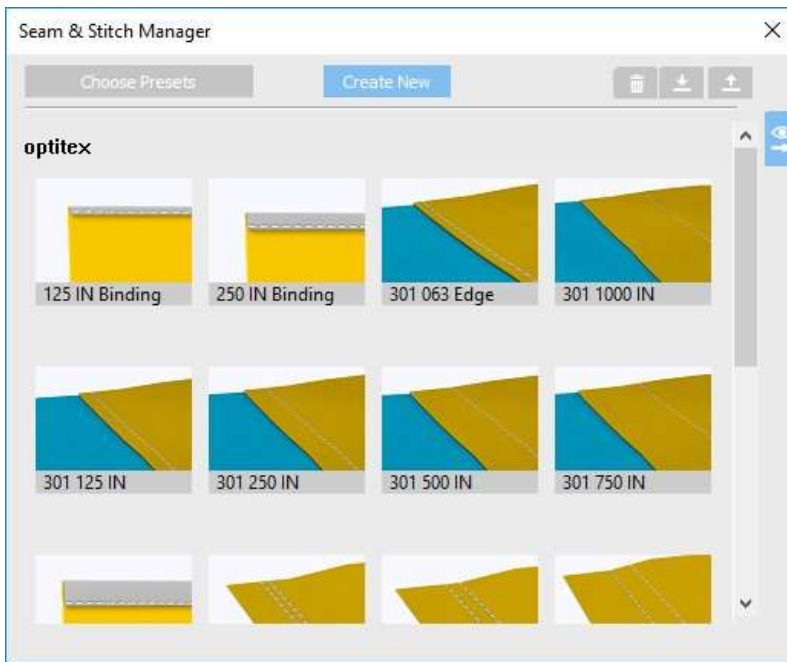 Seam & Stitch Manager
Choose Presets
Create New
optitex
125 IN Binding
250 IN Binding
301 063 Edge
301 1000 IN
301 125 IN
301 250 IN
301 500 IN
301 750 IN